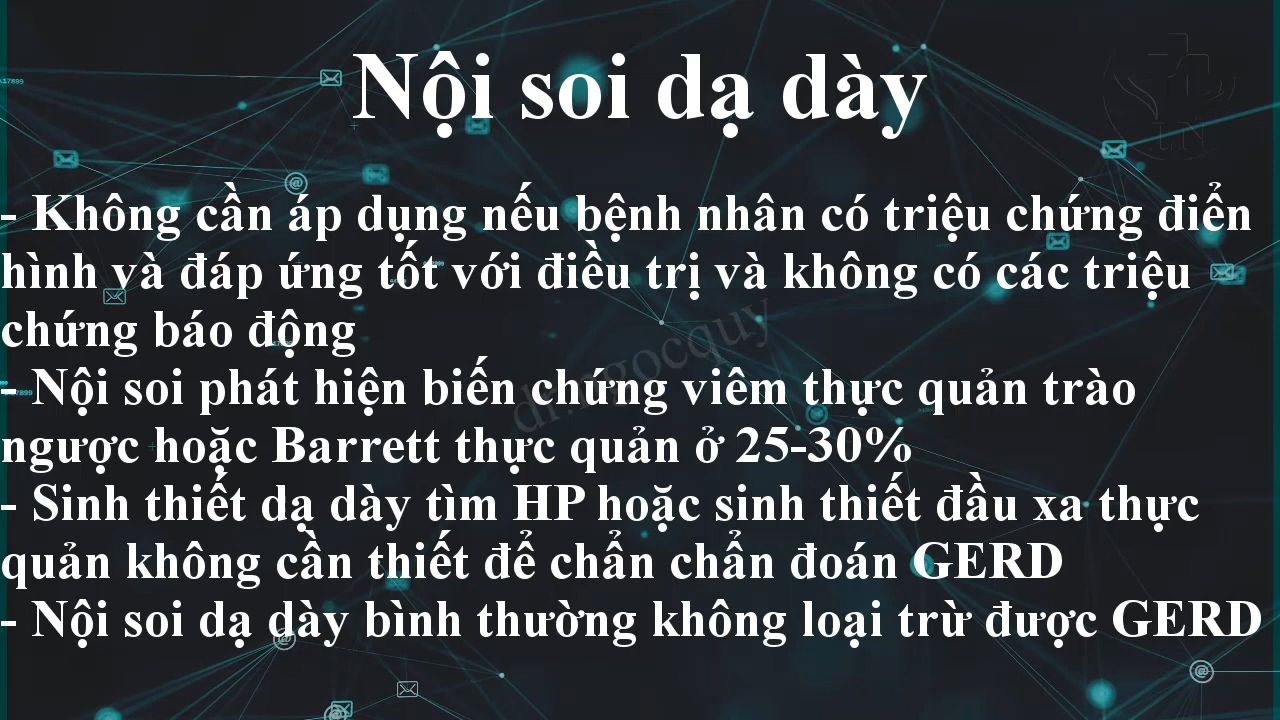 Nội soi dạ dày
- Không cần áp dụng nếu bệnh nhân có triệu chứng điển
hình và đáp ứng tốt với điều trị và không có các triệu
chứng báo động
- Nội soi phát hiện biến chứng viêm thực quản trào
ngược hoặc Barrett thực quản ở 25-30%
- Sinh thiết dạ dày tìm HP hoặc sinh thiết đầu xa thực
quản không cần thiết để chẩn chẩn đoán GERD
- Nội soi dạ dày bình thường không loại trừ được GERD
dr.ngocquy